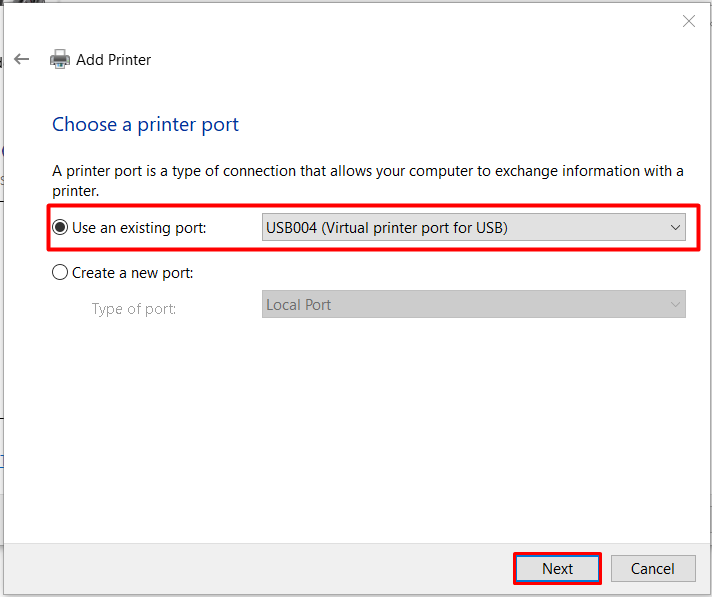 Add Printer
Choose a printer port
A printer port is a type of connection that allows your computer to exchange information with a
printer.
Use an existing port: USB004 (Virtual printer port for USB)
Create a new port:
Type of port: Local Port
Next Cancel